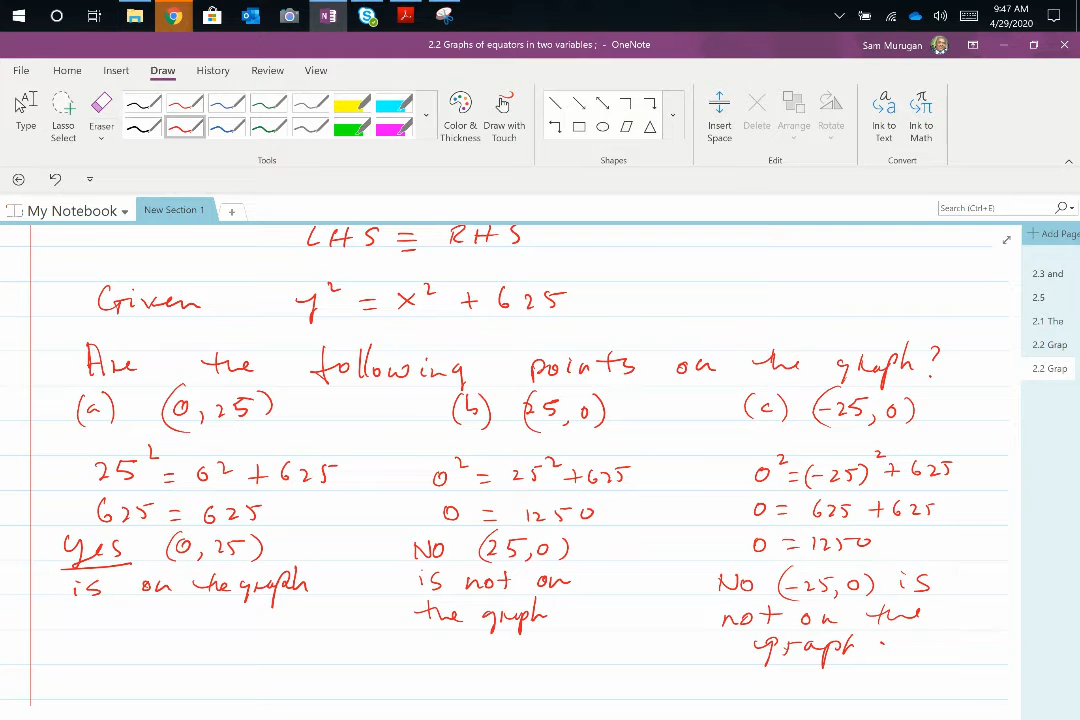 9:47 AM
4/29/2020
2.2 Graphs of equators in two variables ; - OneNote
Sam Murugan
File Home Insert Draw History Review View
Type
Lasso Select
Eraser
Color & Thickness
Draw with Touch
Insert Space
Delete
Arrange
Rotate
Ink to Text
Ink to Math
Tools
Shapes
Edit
Convert
My Notebook
New Section 1
Search (Ctrl+E)
Add Page
2.3 and
2.5
2.1 The
2.2 Grap
2.2 Grap
LHS ≡ RHS
Given y² = x² + 625
Are the following points on the graph?
(a) (0, 25) (b) (25, 0) (c) (-25, 0)
25² = 0² + 625
625 = 625
Yes (0, 25)
is on the graph
0² = 25² + 625
0 = 1250
NO (25, 0)
is not on
the graph
0² = (-25)² + 625
0 = 625 + 625
0 = 1250
NO (-25, 0) is
not on the
graph .